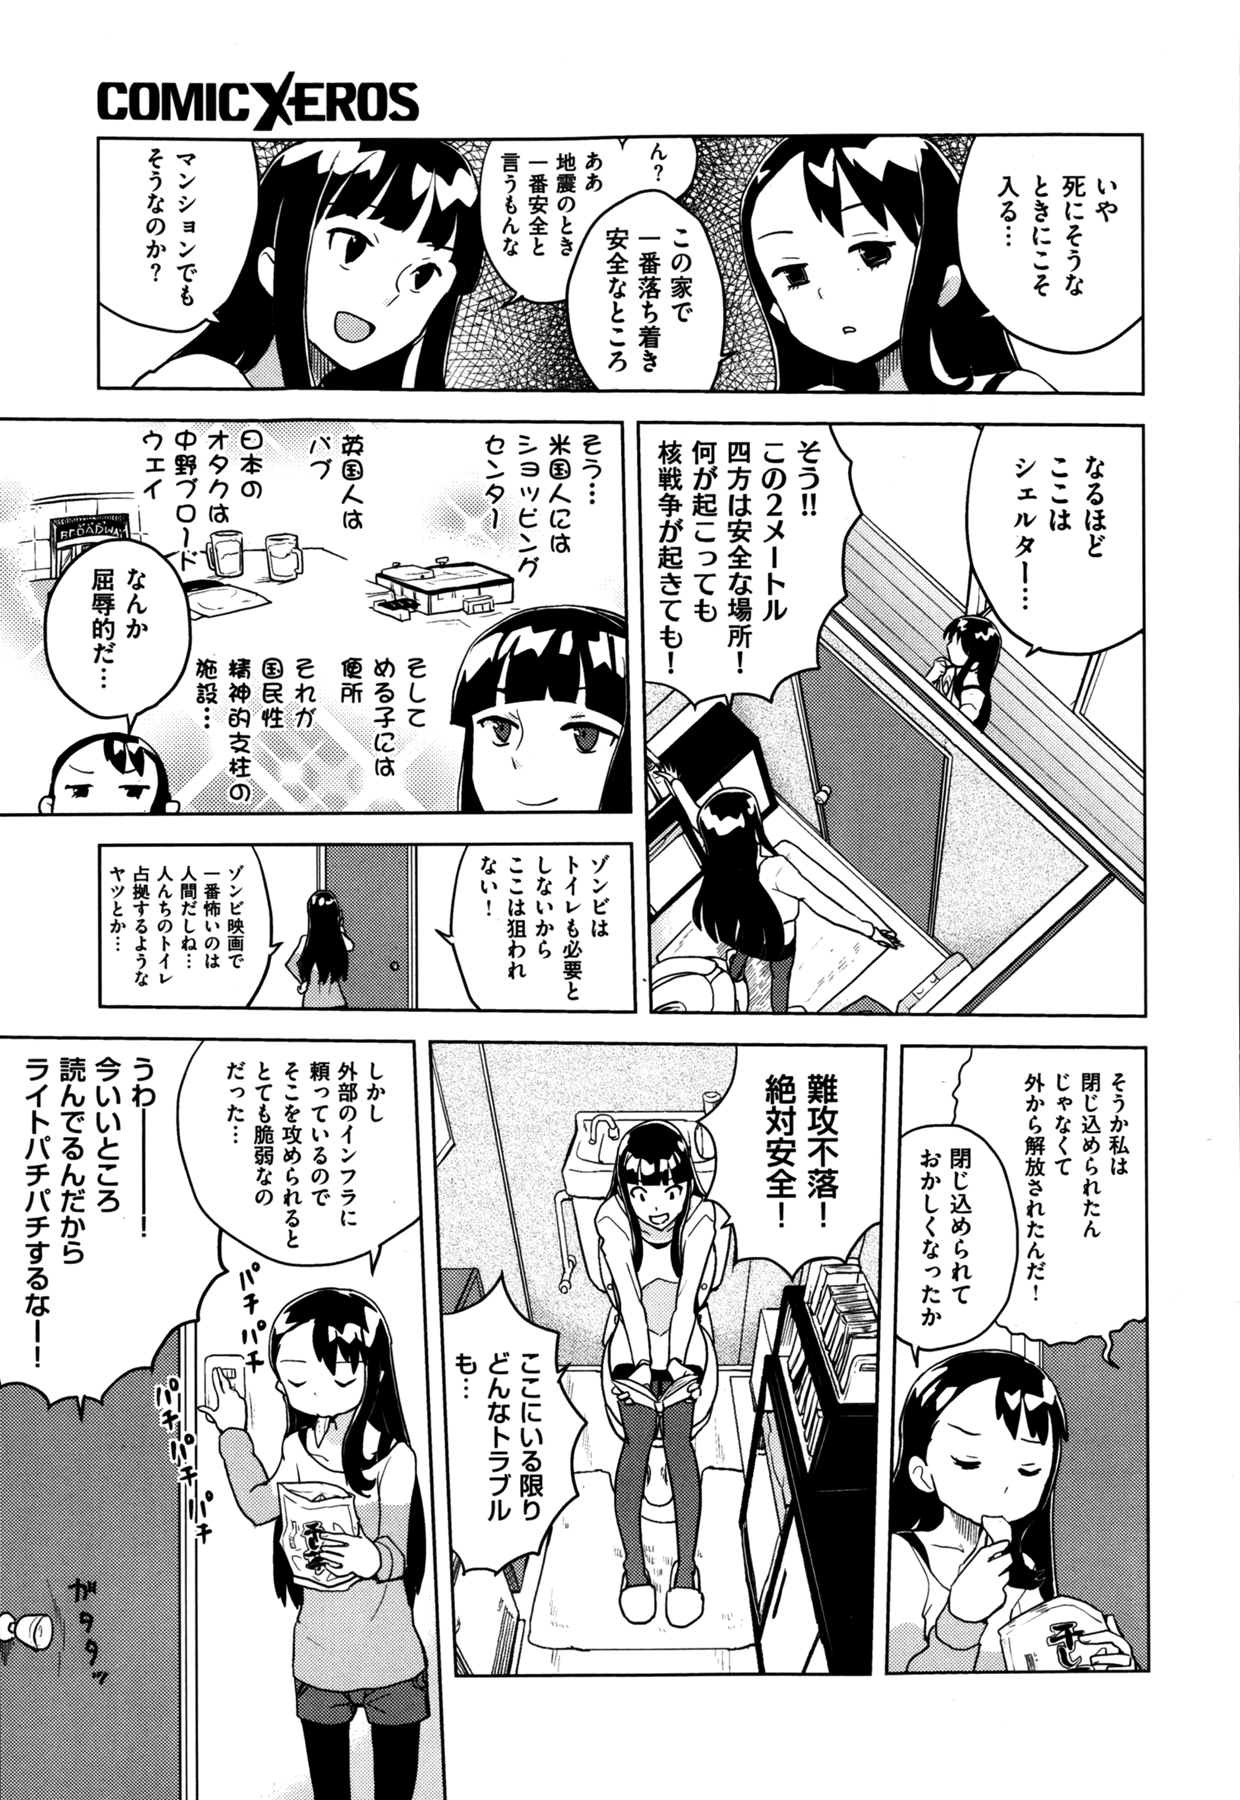 COMIC X-EROS
いや
死にそうな
ときにこそ
入る…
この家で
一番落ち着き
安全なところ
ん?
ああ
地震のとき
一番安全と
言うもんな
マンションでも
そうなのか?
なるほど
ここは
シェルター…
そう!!
この2メートル
四方は安全な場所!
何が起こっても
核戦争が起きても!
そう…
米国人には
ショッピング
センター
英国人は
パブ
日本の
オタクは
中野ブロード
ウエイ
BROADWAY
そして
める子には
便所
それが
国民性
精神的支柱の
施設…
なんか
屈辱的だ…
ゾンビは
トイレも必要と
しないから
ここは狙われ
ない!
ゾンビ映画で
一番怖いのは
人間だしね…
人んちのトイレ
占拠するような
ヤツとか…
そうか私は
閉じ込められたん
じゃなくて
外から解放されたんだ!
閉じ込められて
おかしくなったか
干し芋
難攻不落!
絶対安全!
ここにいる限り
どんなトラブル
も…
しかし
外部のインフラに
頼っているので
そこを攻められると
とても脆弱なの
だった…
パチ
パチ
パチ
パチ
パチ
パチ
パチ
干し芋
うわ――――!
今いいところ
読んでるんだから
ライトパチパチするなー!
ガタタッ